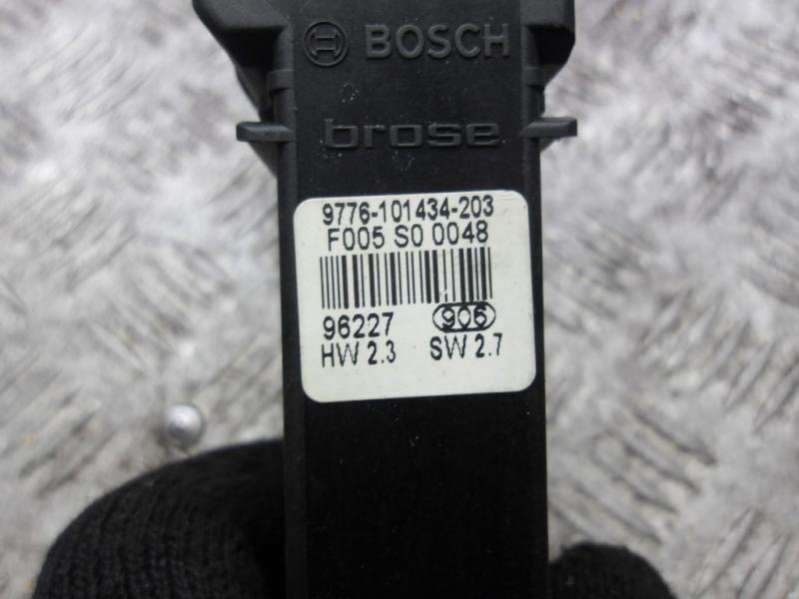 BOSCH
brose
9776-101434-203
F005 S0 0048
96227 906
HW 2.3 SW 2.7